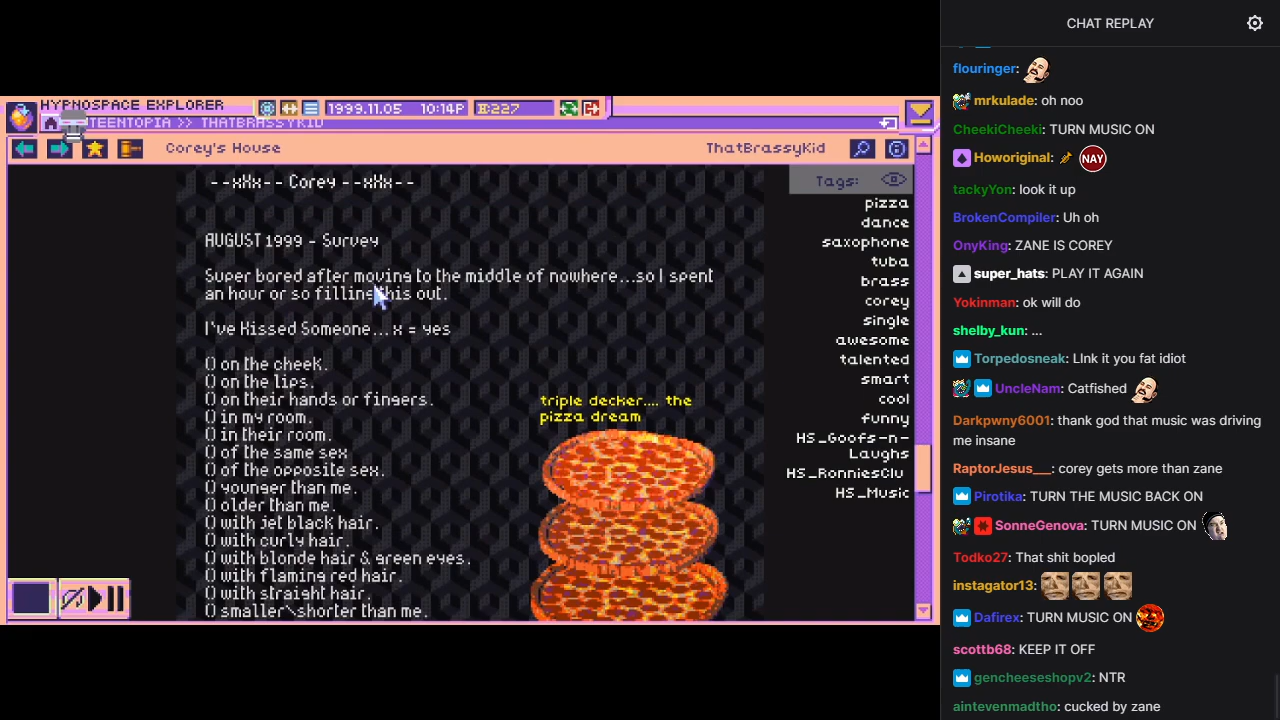 CHAT REPLAY
HYPNOSPACE EXPLORER
1999.11.05 10:14P
227
TEENTOPIA >> THATBRASSYKID
Corey's House
ThatBrassyKid
--xXx-- Corey --xXx--
AUGUST 1999 - Survey
Super bored after moving to the middle of nowhere...so I spent
an hour or so filling this out.
I've Kissed Someone... x = yes
() on the cheek.
() on the lips.
() on their hands or fingers.
() in my room.
() in their room.
() of the same sex
() of the opposite sex.
() younger than me.
() older than me.
() with jet black hair.
() with curly hair.
() with blonde hair & green eyes.
() with flaming red hair.
() with straight hair.
() smaller\shorter than me.
triple decker.... the
pizza dream
Tags:
pizza
dance
saxophone
tuba
brass
corey
single
awesome
talented
smart
cool
funny
HS_Goofs-n-
Laughs
HS_RonniesClu
HS_Music
flouringer:
mrkulade: oh noo
CheekiCheeki: TURN MUSIC ON
Howoriginal: NAY
tackyYon: look it up
BrokenCompiler: Uh oh
OnyKing: ZANE IS COREY
super_hats: PLAY IT AGAIN
Yokinman: ok will do
shelby_kun: ...
Torpedosneak: LInk it you fat idiot
UncleNam: Catfished
Darkpwny6001: thank god that music was driving
me insane
RaptorJesus___: corey gets more than zane
Pirotika: TURN THE MUSIC BACK ON
SonneGenova: TURN MUSIC ON
Todko27: That shit bopled
instagator13:
Dafirex: TURN MUSIC ON
scottb68: KEEP IT OFF
gencheeseshopv2: NTR
aintevenmadtho: cucked by zane